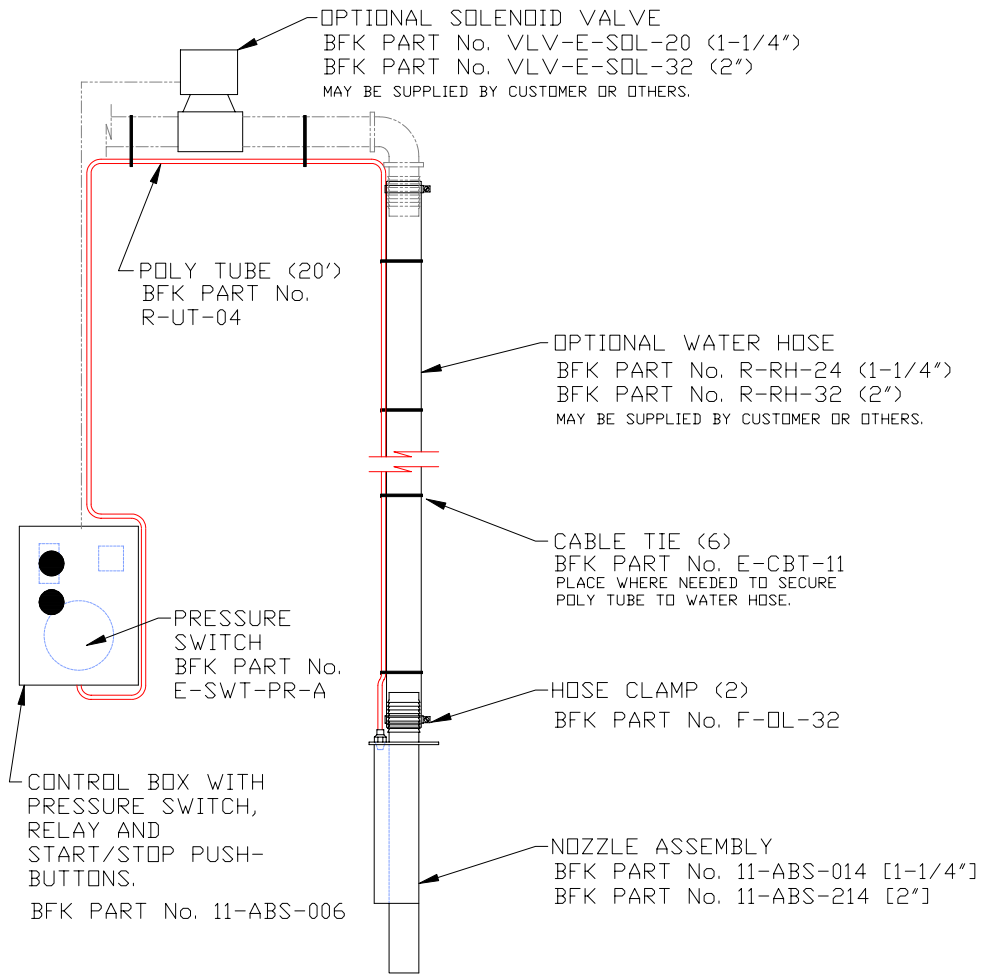 OPTIONAL SOLENOID VALVE
BFK PART No. VLV-E-SOL-20 (1-1/4")
BFK PART No. VLV-E-SOL-32 (2")
MAY BE SUPPLIED BY CUSTOMER OR OTHERS.
N
POLY TUBE (20')
BFK PART No.
R-UT-04
OPTIONAL WATER HOSE
BFK PART No. R-RH-24 (1-1/4")
BFK PART No. R-RH-32 (2")
MAY BE SUPPLIED BY CUSTOMER OR OTHERS.
CABLE TIE (6)
BFK PART No. E-CBT-11
PLACE WHERE NEEDED TO SECURE
POLY TUBE TO WATER HOSE.
PRESSURE
SWITCH
BFK PART No.
E-SWT-PR-A
HOSE CLAMP (2)
BFK PART No. F-OL-32
CONTROL BOX WITH
PRESSURE SWITCH,
RELAY AND
START/STOP PUSH-
BUTTONS.
BFK PART No. 11-ABS-006
NOZZLE ASSEMBLY
BFK PART No. 11-ABS-014 [1-1/4"]
BFK PART No. 11-ABS-214 [2"]